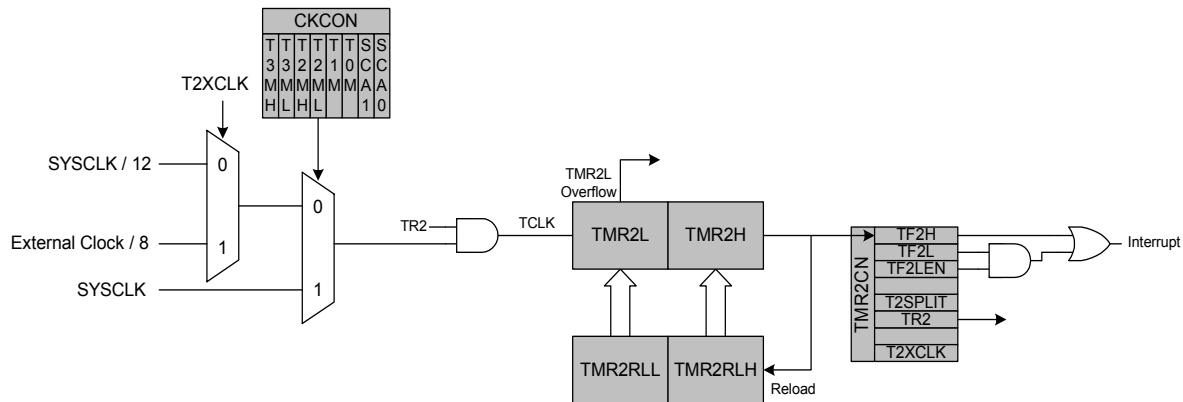 CKCON
T3MH
T3ML
T2MH
T2ML
T1M
T0M
SCA1
SCA0
T2XCLK
SYSCLK / 12
0
External Clock / 8
1
SYSCLK
0
1
TR2
TCLK
TMR2L
Overflow
TMR2L
TMR2H
TMR2RLL
TMR2RLH
Reload
TMR2CN
TF2H
TF2L
TF2LEN
T2SPLIT
TR2
T2XCLK
Interrupt